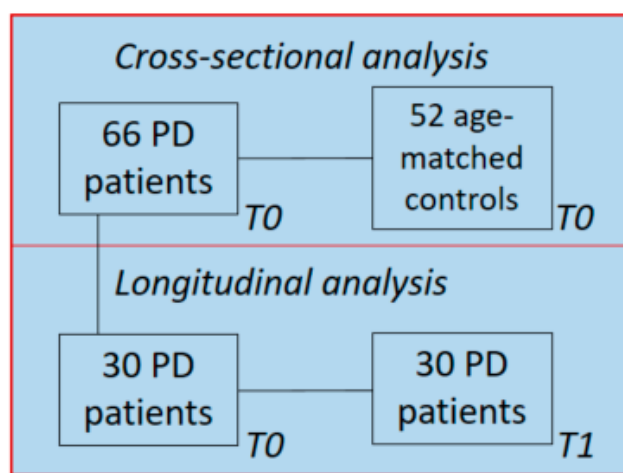 Cross-sectional analysis
66 PD
patients
T0
52 age-
matched
controls
T0
Longitudinal analysis
30 PD
patients
T0
30 PD
patients
T1